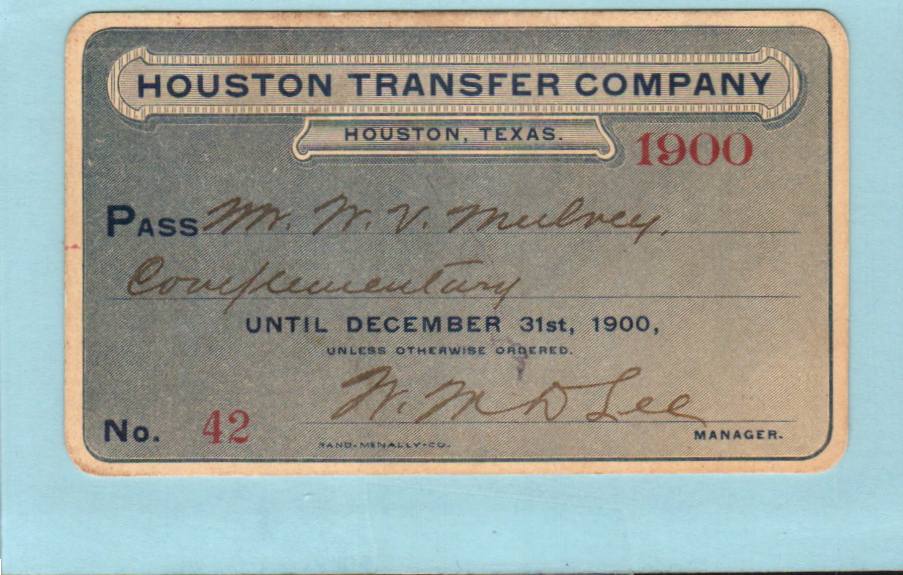 HOUSTON TRANSFER COMPANY
HOUSTON, TEXAS.
1900
PASS Mr. W. V. Mulvey,
Complementary
UNTIL DECEMBER 31st, 1900,
UNLESS OTHERWISE ORDERED.
W. M D Lee
No. 42
MANAGER.
RAND-MCNALLY-CO.